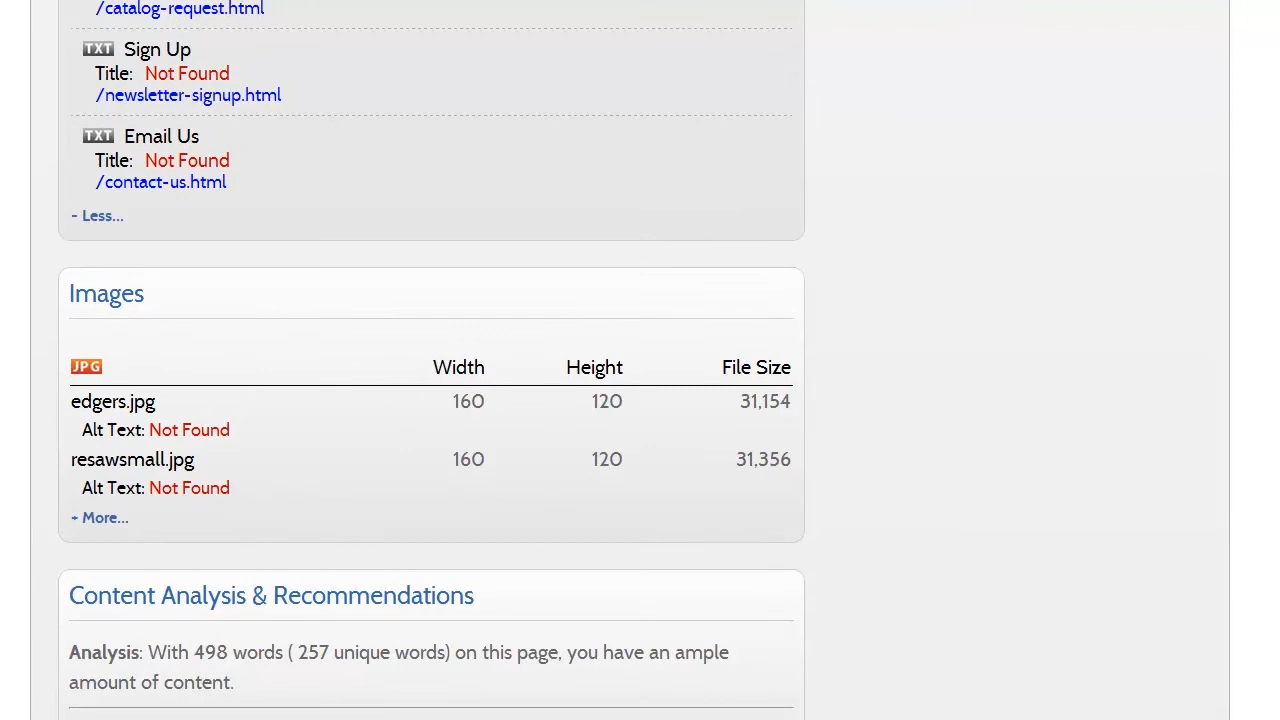 /catalog-request.html
TXT Sign Up
Title: Not Found
/newsletter-signup.html
TXT Email Us
Title: Not Found
/contact-us.html
- Less...
Images
JPG Width Height File Size
edgers.jpg 160 120 31,154
Alt Text: Not Found
resawsmall.jpg 160 120 31,356
Alt Text: Not Found
+ More...
Content Analysis & Recommendations
Analysis: With 498 words ( 257 unique words) on this page, you have an ample
amount of content.